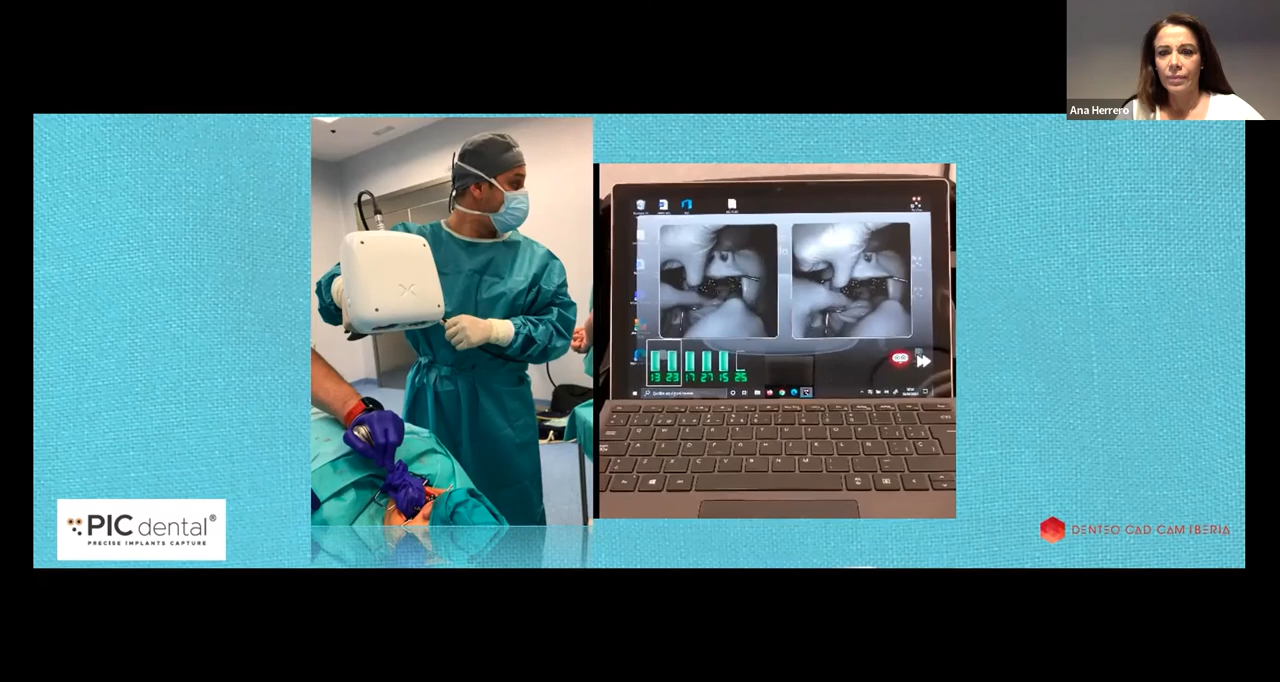 Ana Herrero
13 23 17 27 15 25
PIC dental®
PRECISE IMPLANTS CAPTURE
DENTEO CAD CAM IBERIA